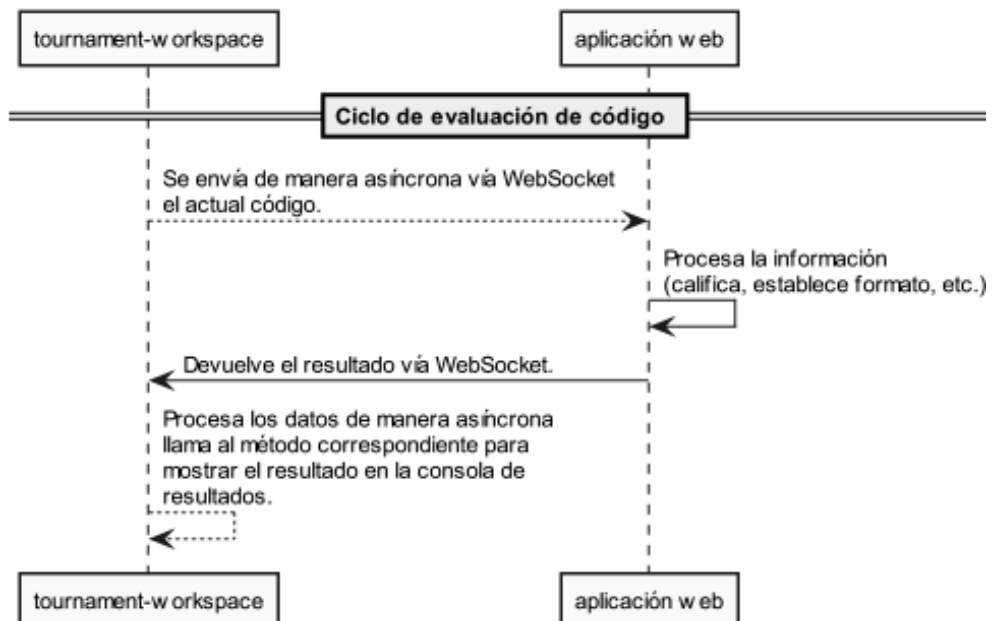 tournament-workspace
aplicación web
Ciclo de evaluación de código
Se envía de manera asíncrona vía WebSocket
el actual código.
Procesa la información
(califica, establece formato, etc.)
Devuelve el resultado vía WebSocket.
Procesa los datos de manera asíncrona
llama al método correspondiente para
mostrar el resultado en la consola de
resultados.
tournament-workspace
aplicación web